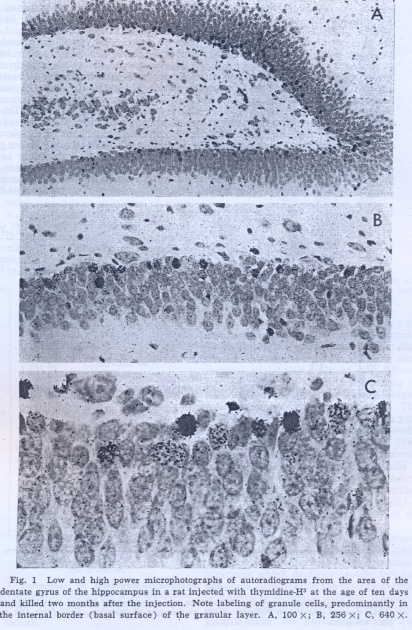 A
B
C
Fig. 1 Low and high power microphotographs of autoradiograms from the area of the
dentate gyrus of the hippocampus in a rat injected with thymidine-H³ at the age of ten days
and killed two months after the injection. Note labeling of granule cells, predominantly in
the internal border (basal surface) of the granular layer. A, 100 ×; B, 256 ×; C, 640 ×.